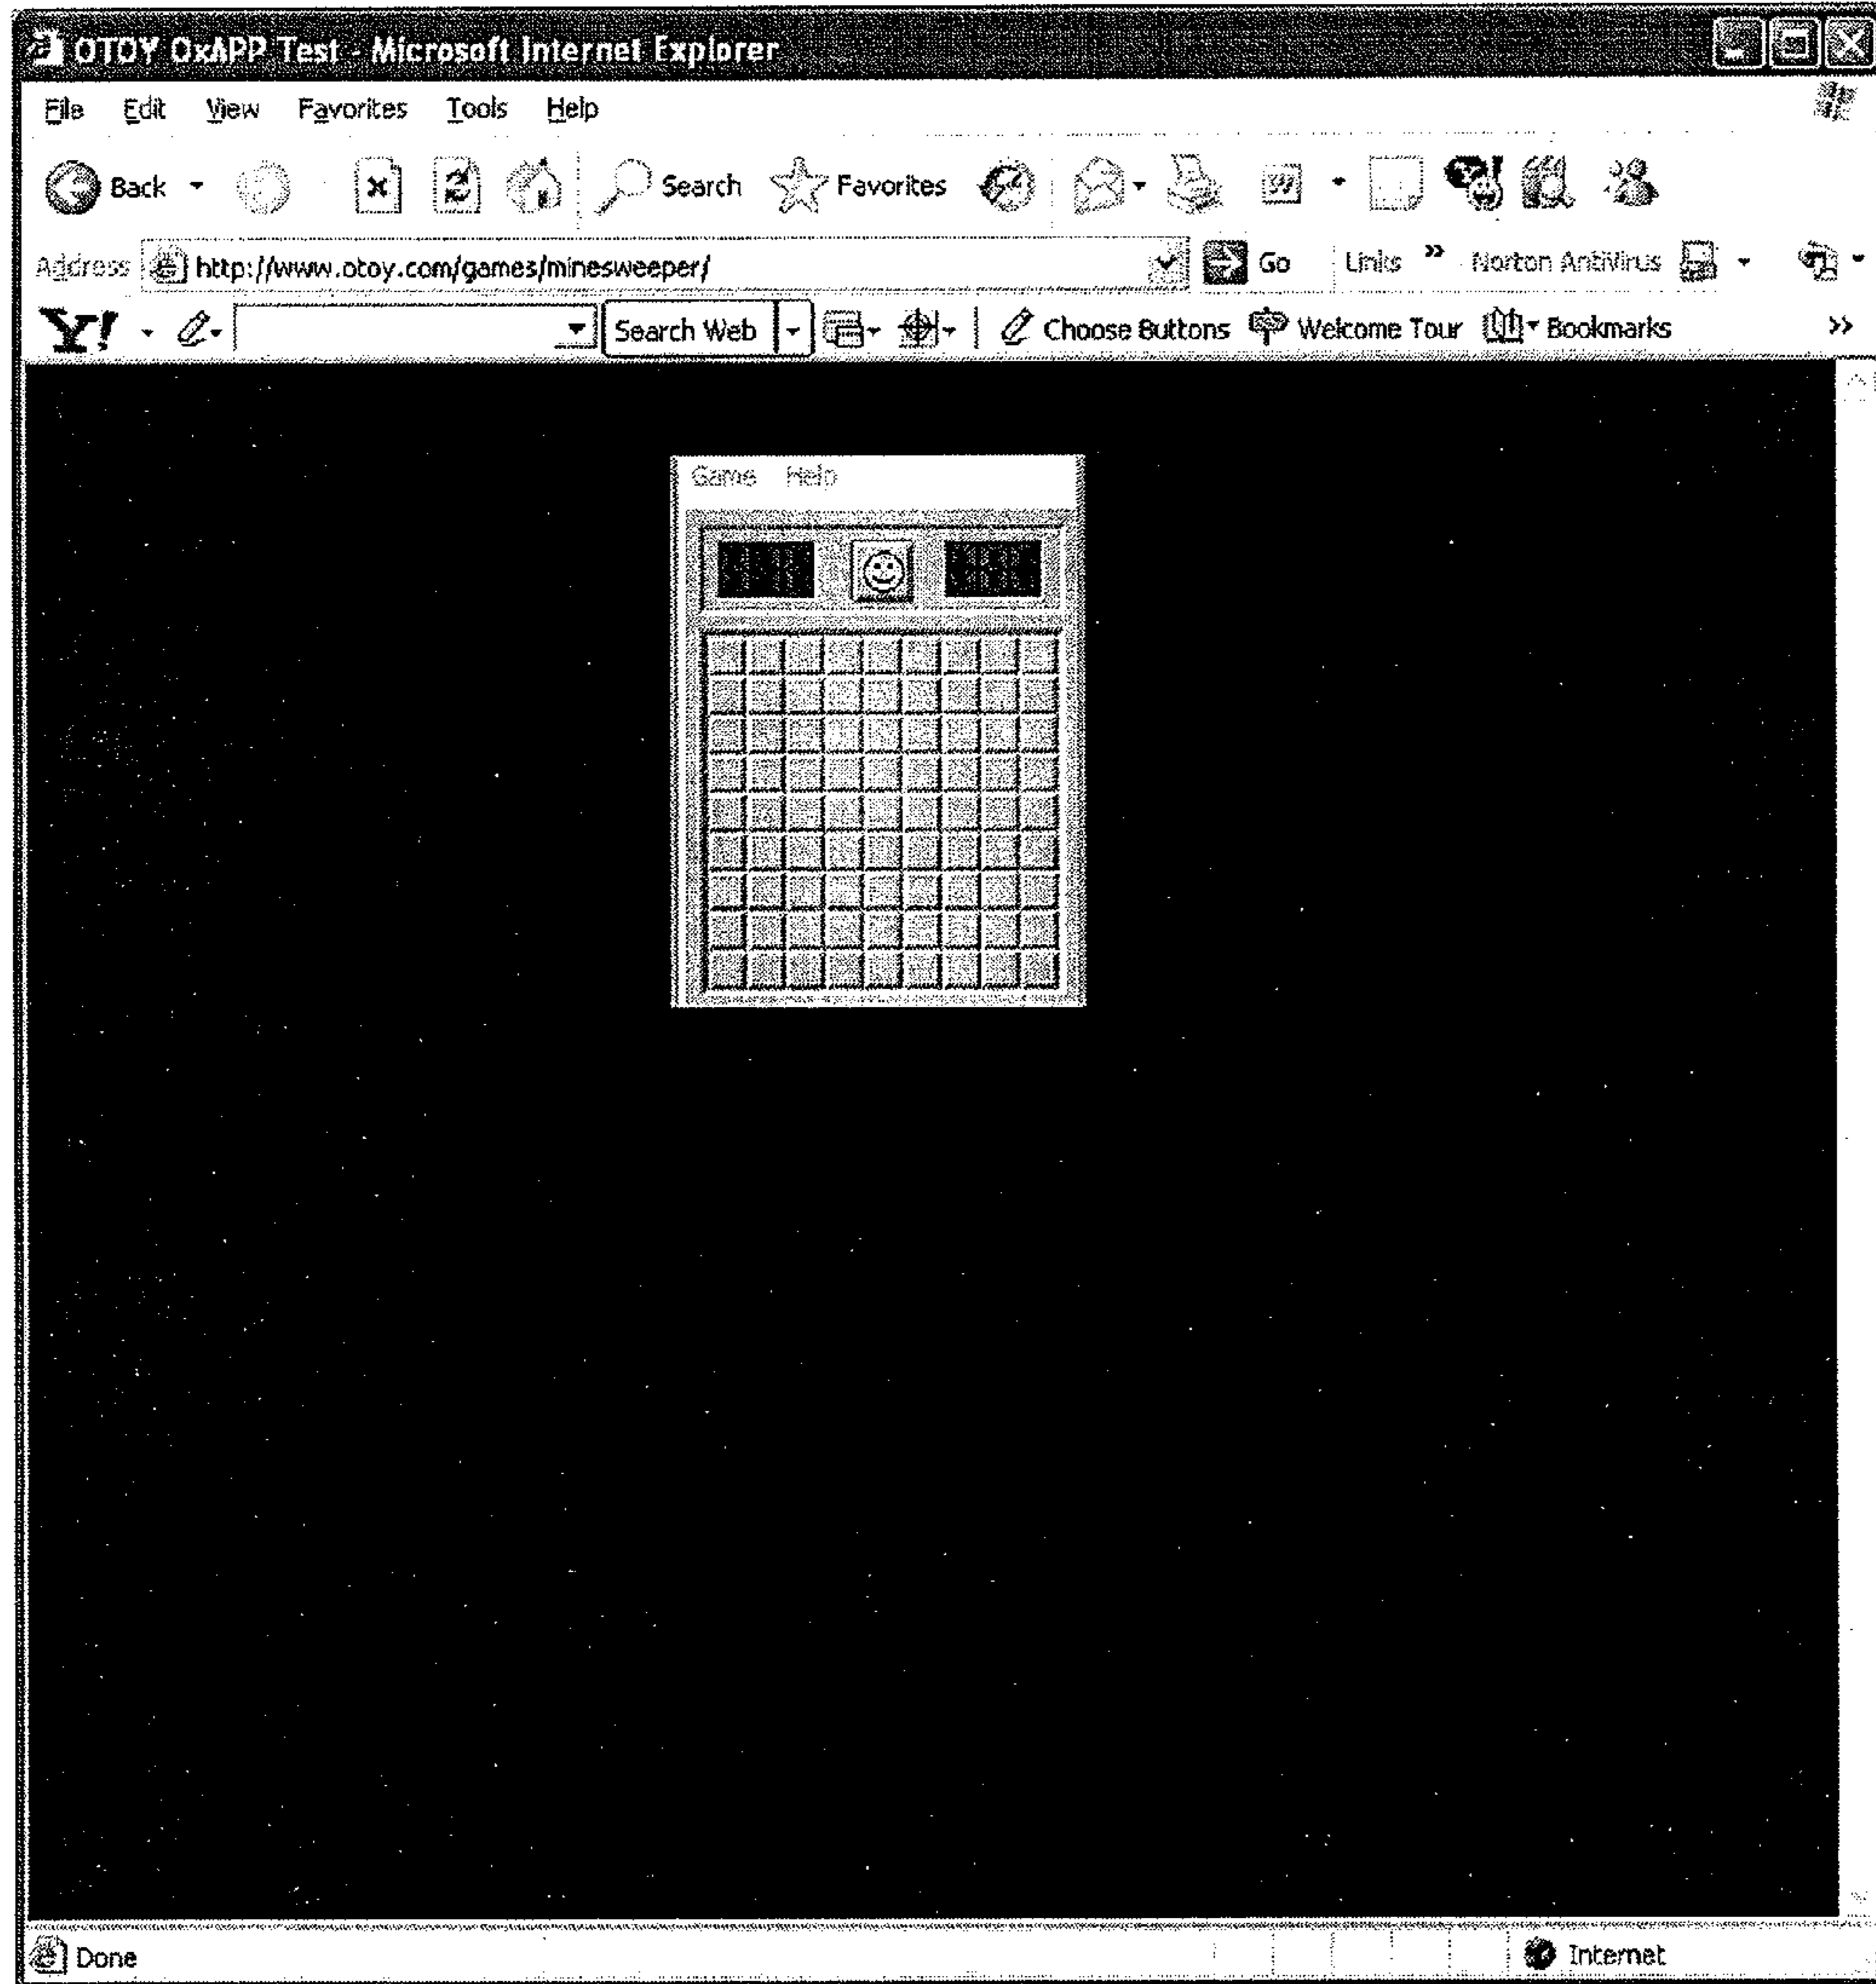 OTOY OxAPP Test - Microsoft Internet Explorer
File Edit View Favorites Tools Help
Back Search Favorites
Address http://www.otoy.com/games/minesweeper/ Go Links » Norton AntiVirus
Y! Search Web Choose Buttons Welcome Tour Bookmarks »
Game Help
Done Internet